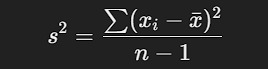 s² = ∑(xᵢ − x̄)² / n − 1